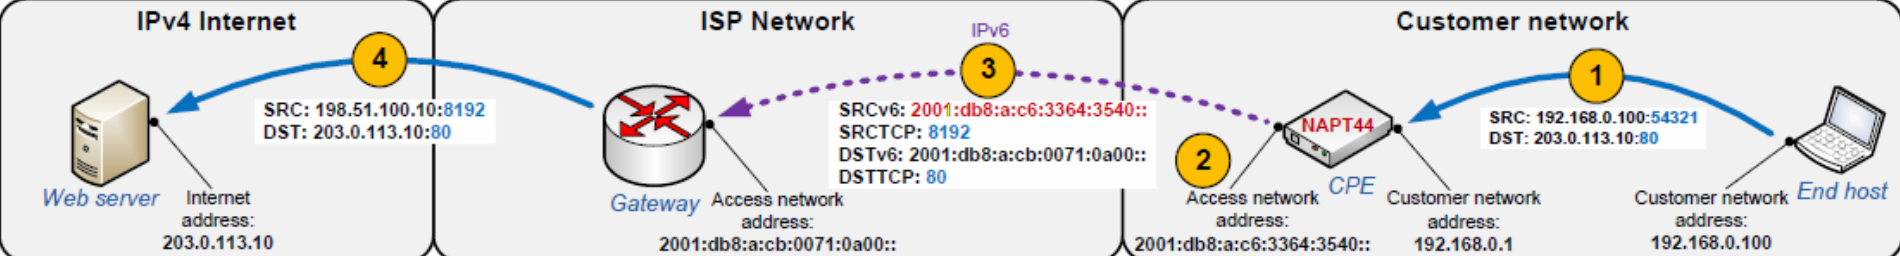 IPv4 Internet
4
SRC: 198.51.100.10:8192
DST: 203.0.113.10:80
Web server
Internet
address:
203.0.113.10
ISP Network
IPv6
3
SRCv6: 2001:db8:a:c6:3364:3540::
SRCTCP: 8192
DSTv6: 2001:db8:a:cb:0071:0a00::
DSTTCP: 80
Gateway
Access network
address:
2001:db8:a:cb:0071:0a00::
Customer network
1
SRC: 192.168.0.100:54321
DST: 203.0.113.10:80
NAPT44
2
CPE
Access network
address:
2001:db8:a:c6:3364:3540::
Customer network
address:
192.168.0.1
Customer network
address:
192.168.0.100
End host